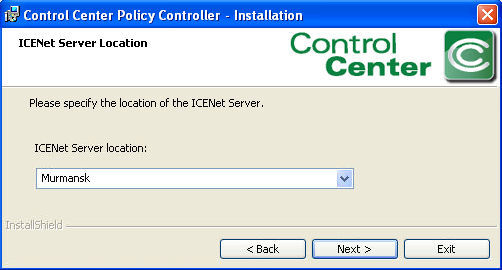 Control Center Policy Controller - Installation
ICENet Server Location
Control
Center
Please specify the location of the ICENet Server.
ICENet Server location:
Murmansk
InstallShield
< Back
Next >
Exit